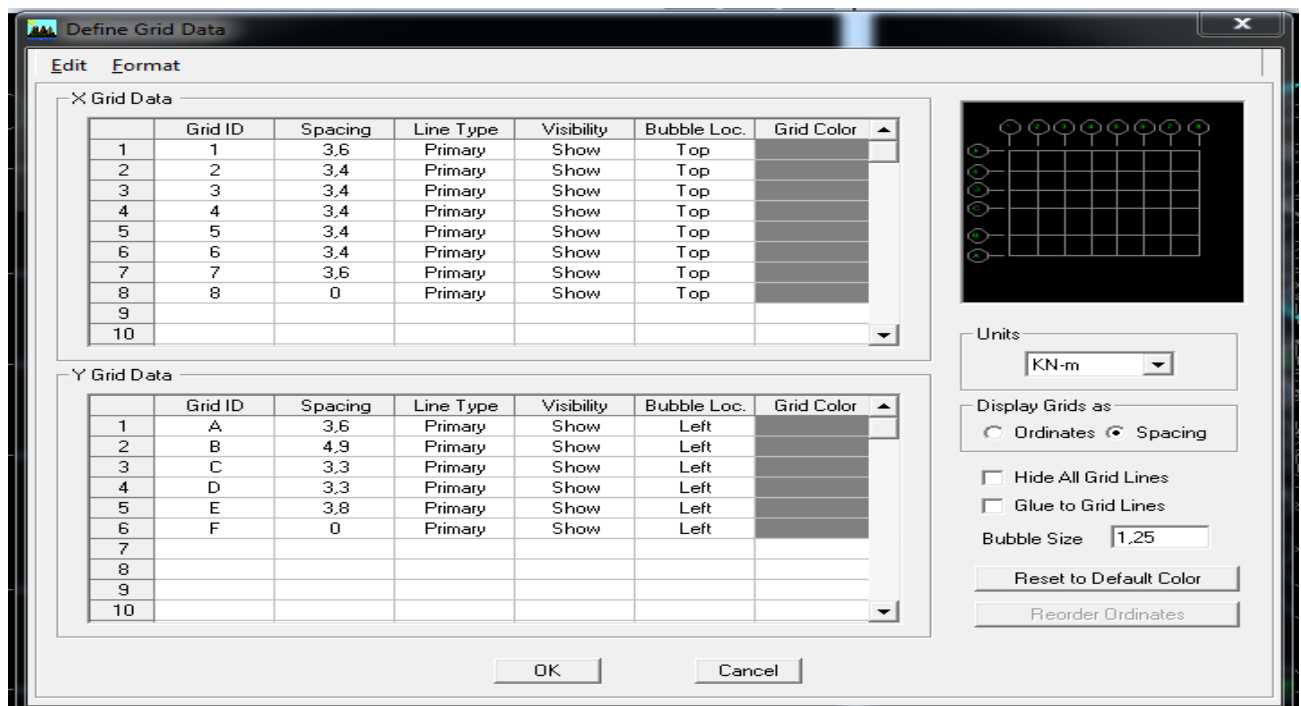 Define Grid Data
Edit Format
X Grid Data
Grid ID Spacing Line Type Visibility Bubble Loc. Grid Color
1 1 3,6 Primary Show Top
2 2 3,4 Primary Show Top
3 3 3,4 Primary Show Top
4 4 3,4 Primary Show Top
5 5 3,4 Primary Show Top
6 6 3,4 Primary Show Top
7 7 3,6 Primary Show Top
8 8 0 Primary Show Top
9
10
Y Grid Data
Grid ID Spacing Line Type Visibility Bubble Loc. Grid Color
1 A 3,6 Primary Show Left
2 B 4,9 Primary Show Left
3 C 3,3 Primary Show Left
4 D 3,3 Primary Show Left
5 E 3,8 Primary Show Left
6 F 0 Primary Show Left
7
8
9
10
Units
KN-m
Display Grids as
Ordinates Spacing
Hide All Grid Lines
Glue to Grid Lines
Bubble Size 1,25
Reset to Default Color
Reorder Ordinates
OK Cancel